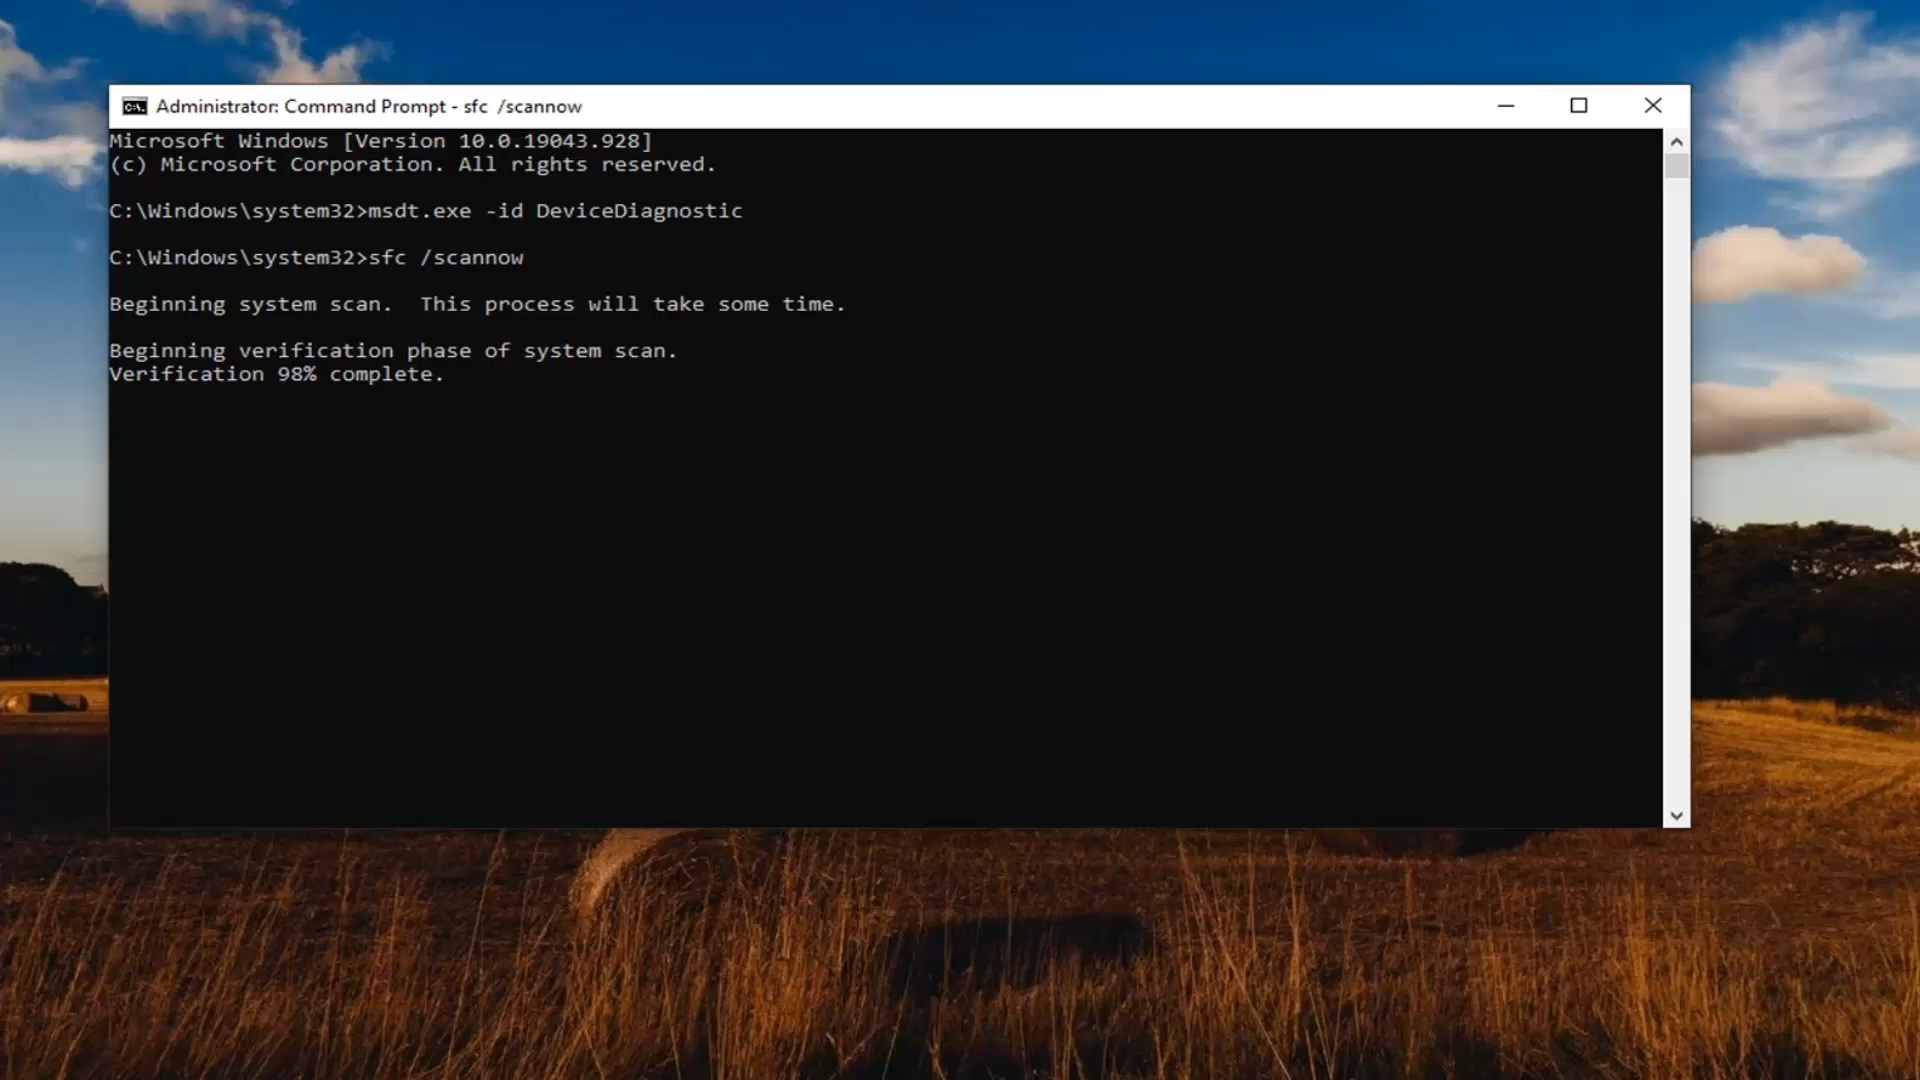 Administrator: Command Prompt - sfc  /scannow
Microsoft Windows [Version 10.0.19043.928]
(c) Microsoft Corporation. All rights reserved.
C:\Windows\system32>msdt.exe -id DeviceDiagnostic
C:\Windows\system32>sfc /scannow
Beginning system scan.  This process will take some time.
Beginning verification phase of system scan.
Verification 98% complete.